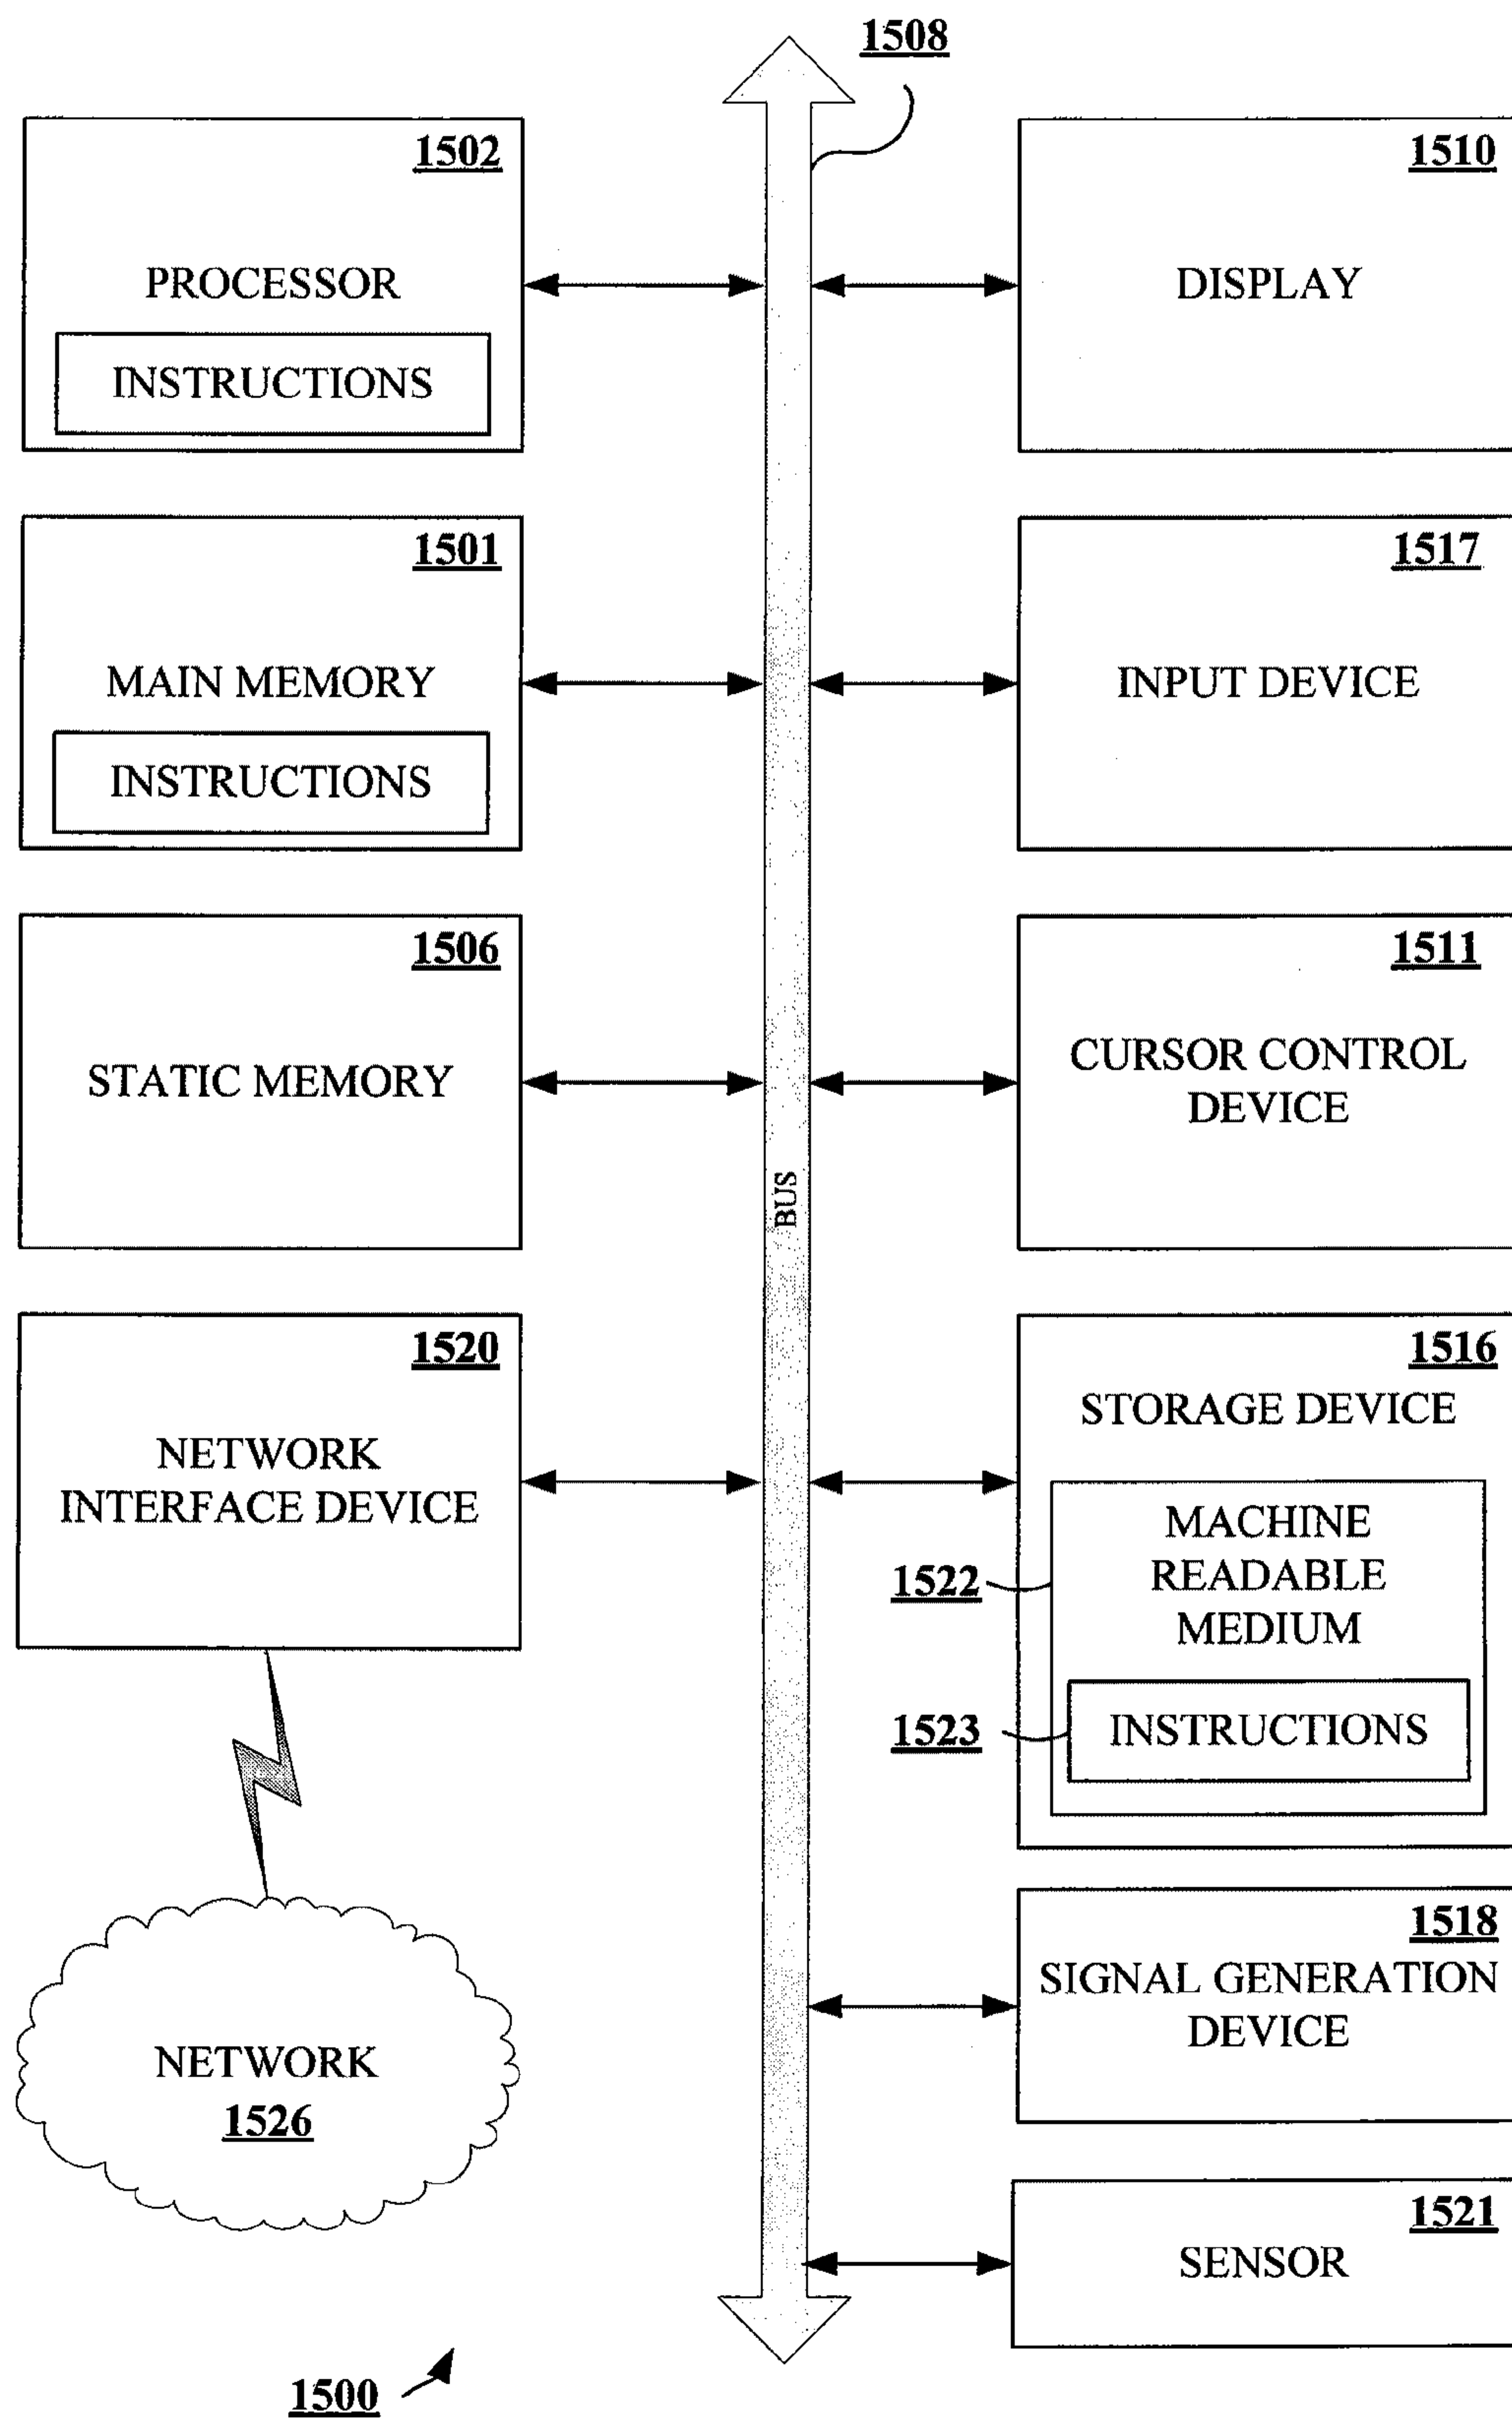 1508
1502
PROCESSOR
INSTRUCTIONS
1510
DISPLAY
1501
MAIN MEMORY
INSTRUCTIONS
1517
INPUT DEVICE
1506
STATIC MEMORY
1511
CURSOR CONTROL
DEVICE
BUS
1520
NETWORK
INTERFACE DEVICE
1516
STORAGE DEVICE
MACHINE
READABLE
MEDIUM
1522
INSTRUCTIONS
1523
1518
SIGNAL GENERATION
DEVICE
NETWORK
1526
1521
SENSOR
1500